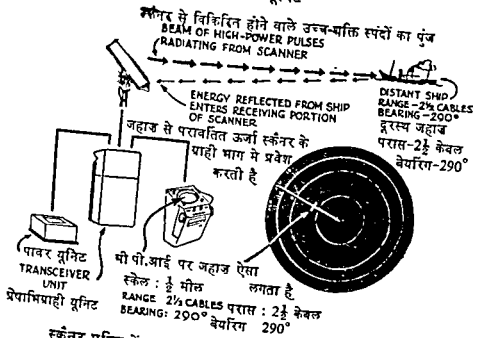 स्कैनर से विकिरित होने वाले उच्च-शक्ति स्पंदों का पुंज
BEAM OF HIGH-POWER PULSES
RADIATING FROM SCANNER
ENERGY REFLECTED FROM SHIP
ENTERS RECEIVING PORTION
OF SCANNER
जहाज़ से परावर्तित ऊर्जा स्कैनर के
ग्राही भाग मे प्रवेश
करती है
DISTANT SHIP
RANGE-2½ CABLES
BEARING-290°
दूरस्थ जहाज
परास-2½ केबल
बेयरिंग-290°
पावर यूनिट
TRANSCEIVER
UNIT
प्रेषाभिग्राही यूनिट
पी.पी.आई पर जहाज ऐसा
लगता है
स्केल : ½ मील
RANGE 2½ CABLES परास : 2½ केबल
BEARING: 290° बेयरिंग 290°